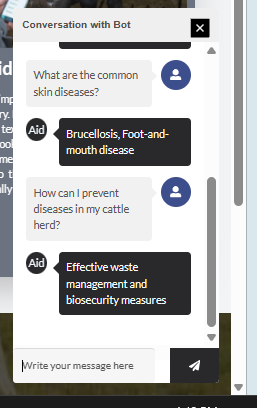 Conversation with Bot
What are the common
skin diseases?
Aid
Brucellosis, Foot-and-
mouth disease
How can I prevent
diseases in my cattle
herd?
Aid
Effective waste
management and
biosecurity measures
Write your message here